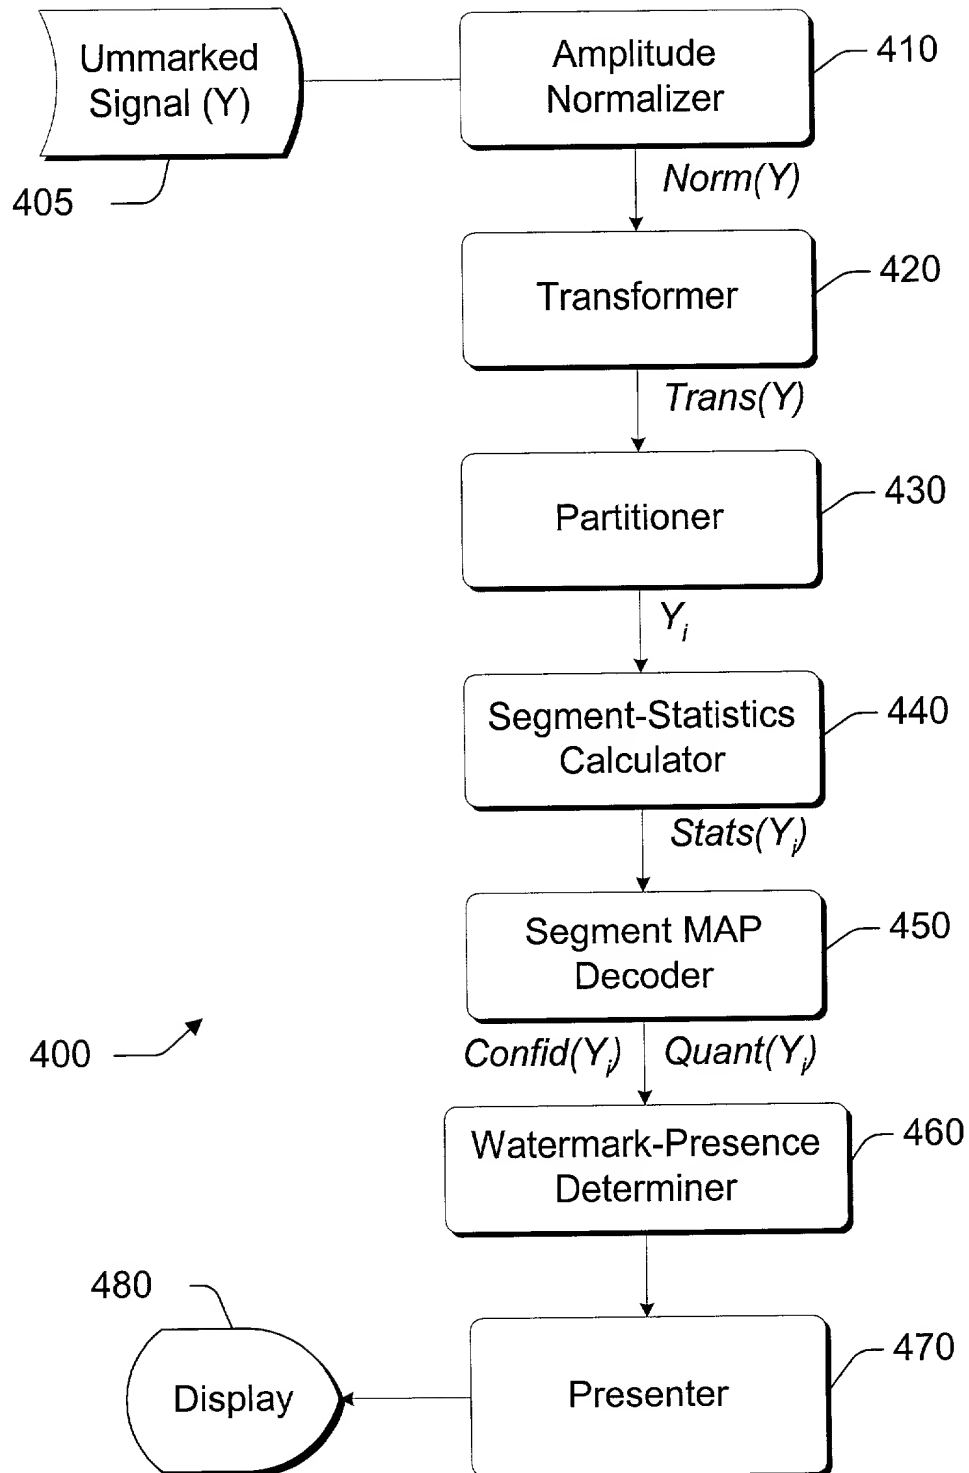 Ummarked
Signal (Y)
405
Amplitude
Normalizer
410
Norm(Y)
Transformer
420
Trans(Y)
Partitioner
430
Yi
Segment-Statistics
Calculator
440
Stats(Yi)
Segment MAP
Decoder
450
400
Confid(Yi) Quant(Yi)
Watermark-Presence
Determiner
460
480
Display
Presenter
470